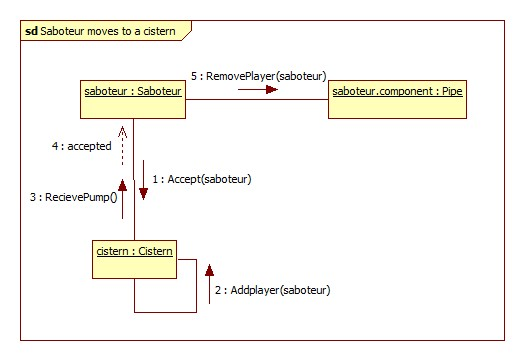 sd Saboteur moves to a cistern
5 : RemovePlayer(saboteur)
saboteur : Saboteur
saboteur.component : Pipe
4 : accepted
1 : Accept(saboteur)
3 : RecievePump()
cistern : Cistern
2 : Addplayer(saboteur)